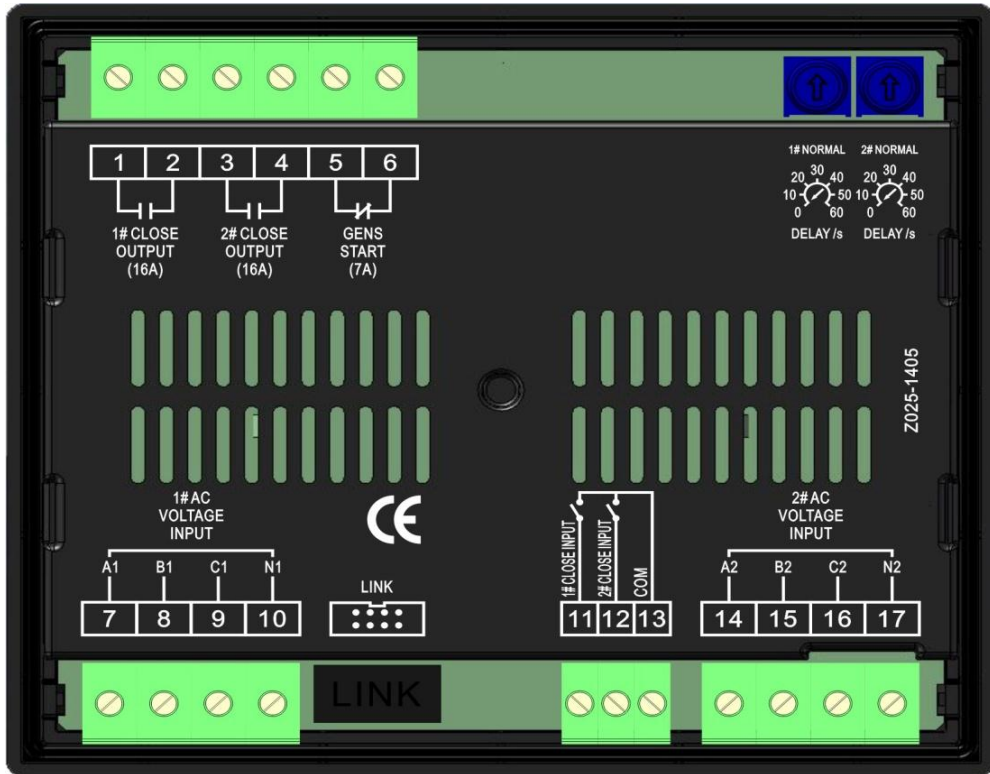 1 2 3 4 5 6
1# CLOSE
OUTPUT
(16A)
2# CLOSE
OUTPUT
(16A)
GENS
START
(7A)
1# NORMAL
0 10 20 30 40 50 60
DELAY /s
2# NORMAL
0 10 20 30 40 50 60
DELAY /s
Z025-1405
1# AC
VOLTAGE
INPUT
A1 B1 C1 N1
7 8 9 10
CE
LINK
1# CLOSE INPUT
2# CLOSE INPUT
COM
11 12 13
2# AC
VOLTAGE
INPUT
A2 B2 C2 N2
14 15 16 17
LINK